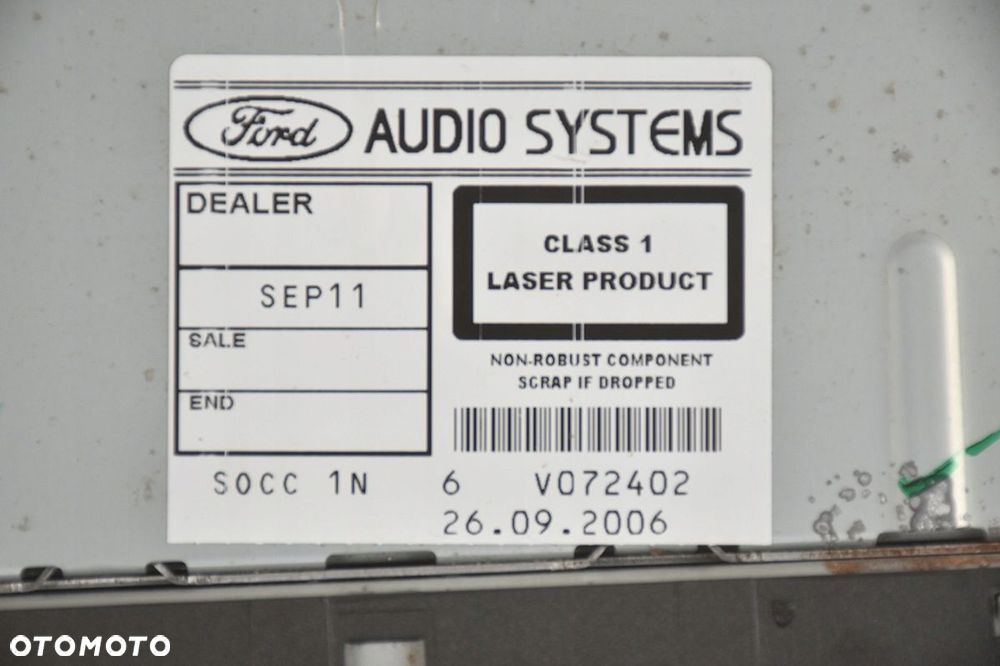 Ford AUDIO SYSTEMS
DEALER
SEP11
SALE
END
CLASS 1
LASER PRODUCT
NON-ROBUST COMPONENT
SCRAP IF DROPPED
SOCC 1N 6 V072402
26.09.2006
OTOMOTO